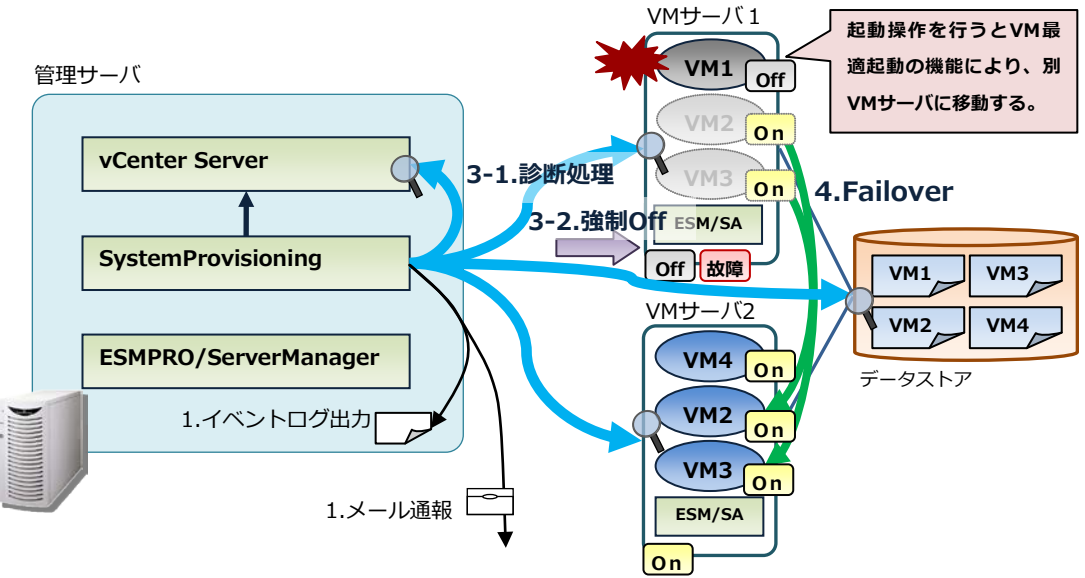 管理サーバ
vCenter Server
SystemProvisioning
ESMPRO/ServerManager
1.イベントログ出力
1.メール通報
3-1.診断処理
3-2.強制Off
VMサーバ１
VM1
Off
VM2
On
VM3
On
ESM/SA
Off
故障
起動操作を行うとVM最
適起動の機能により、別
VMサーバに移動する。
4.Failover
VMサーバ2
VM4
On
VM2
On
VM3
On
ESM/SA
On
VM1
VM3
VM2
VM4
データストア